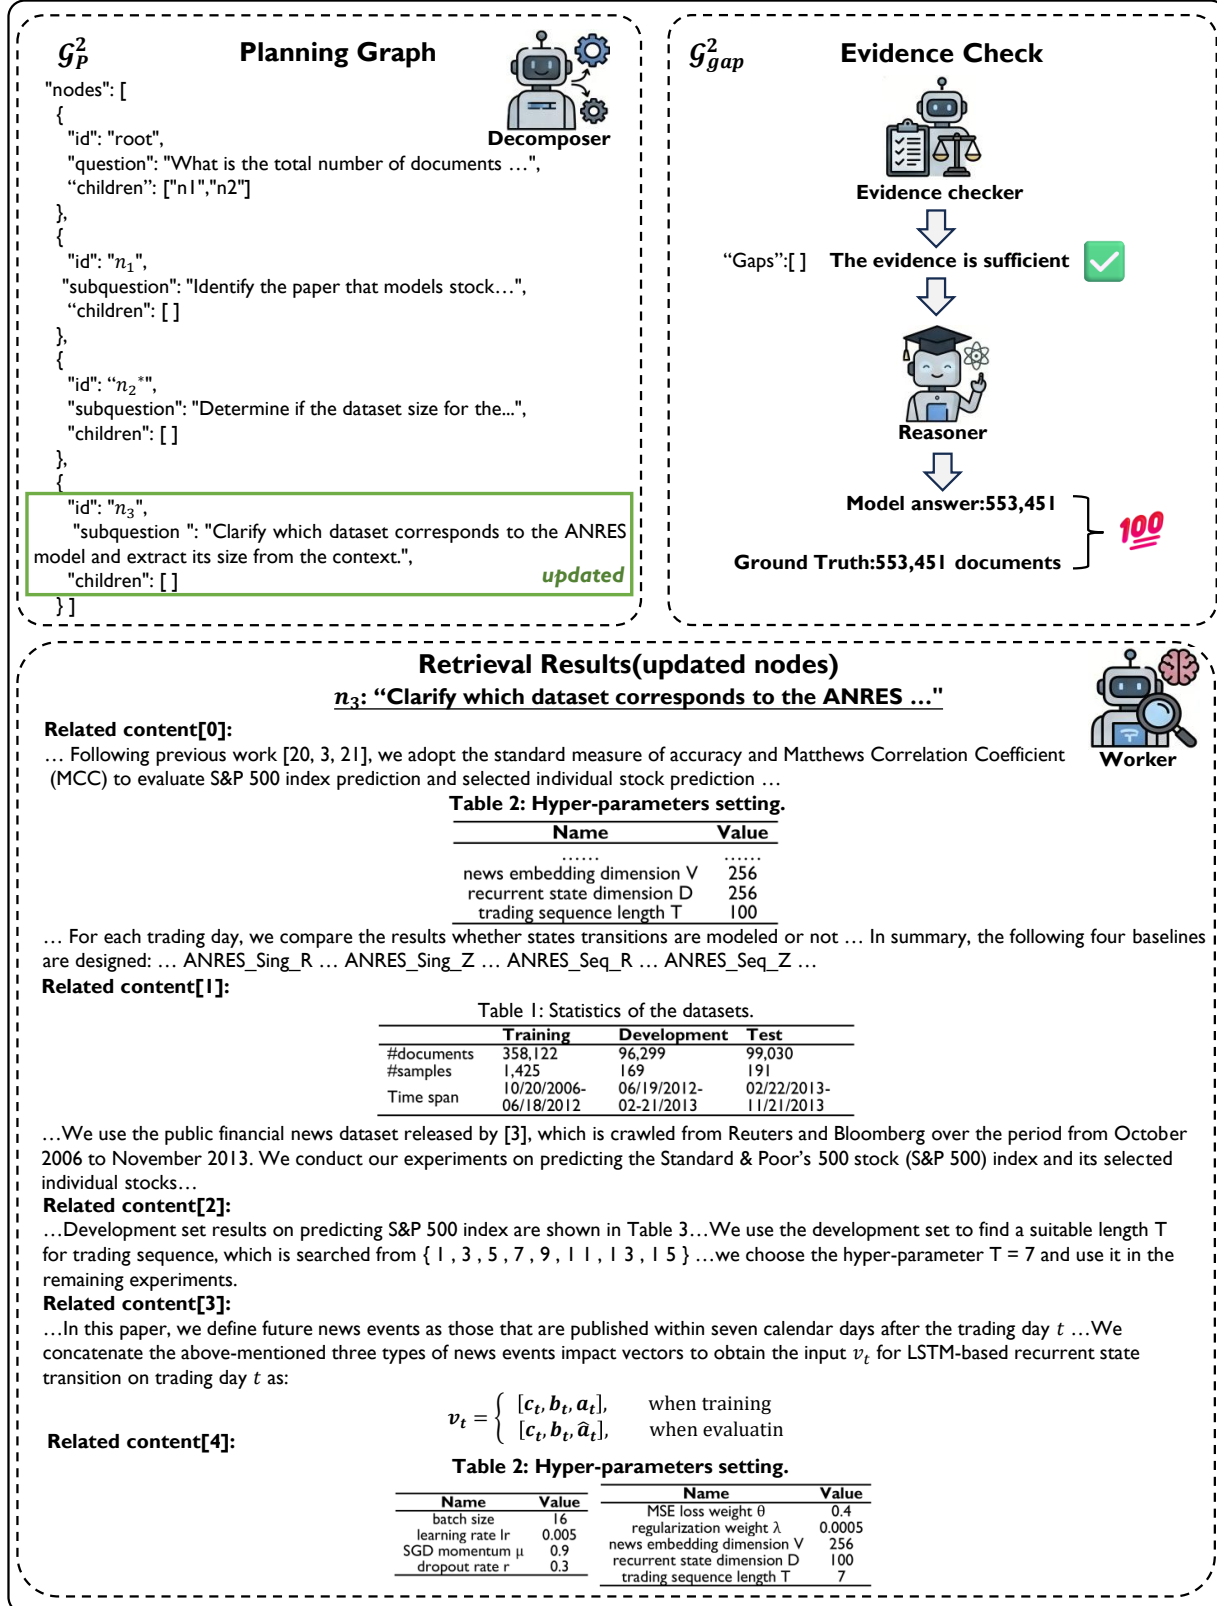 𝒢²_P Planning Graph
Decomposer
"nodes": [
{
"id": "root",
"question": "What is the total number of documents …",
“children”: ["n1","n2"]
},
{
"id": "n₁",
"subquestion": "Identify the paper that models stock…",
“children": [ ]
},
{
"id": “n₂*",
"subquestion": "Determine if the dataset size for the...",
"children": [ ]
},
{
"id": "n₃",
"subquestion ": "Clarify which dataset corresponds to the ANRES
model and extract its size from the context.",
"children": [ ]
updated
} ]
𝒢²_gap Evidence Check
Evidence checker
“Gaps”:[ ] The evidence is sufficient
Reasoner
Model answer:553,451
100
Ground Truth:553,451 documents
Retrieval Results(updated nodes)
n₃: “Clarify which dataset corresponds to the ANRES …"
Worker
Related content[0]:
… Following previous work [20, 3, 21], we adopt the standard measure of accuracy and Matthews Correlation Coefficient
(MCC) to evaluate S&P 500 index prediction and selected individual stock prediction …
Table 2: Hyper-parameters setting.
Name Value
…… ……
news embedding dimension V 256
recurrent state dimension D 256
trading sequence length T 100
… For each trading day, we compare the results whether states transitions are modeled or not … In summary, the following four baselines
are designed: … ANRES_Sing_R … ANRES_Sing_Z … ANRES_Seq_R … ANRES_Seq_Z …
Related content[1]:
Table 1: Statistics of the datasets.
Training Development Test
#documents 358,122 96,299 99,030
#samples 1,425 169 191
Time span 10/20/2006- 06/19/2012- 02/22/2013-
06/18/2012 02-21/2013 11/21/2013
…We use the public financial news dataset released by [3], which is crawled from Reuters and Bloomberg over the period from October
2006 to November 2013. We conduct our experiments on predicting the Standard & Poor’s 500 stock (S&P 500) index and its selected
individual stocks…
Related content[2]:
…Development set results on predicting S&P 500 index are shown in Table 3…We use the development set to find a suitable length T
for trading sequence, which is searched from { 1 , 3 , 5 , 7 , 9 , 1 1 , 1 3 , 1 5 } …we choose the hyper-parameter T = 7 and use it in the
remaining experiments.
Related content[3]:
…In this paper, we define future news events as those that are published within seven calendar days after the trading day t …We
concatenate the above-mentioned three types of news events impact vectors to obtain the input v_t for LSTM-based recurrent state
transition on trading day t as:
v_t = { [c_t, b_t, a_t], when training
[c_t, b_t, â_t], when evaluatin
Related content[4]:
Table 2: Hyper-parameters setting.
Name Value
batch size 16
learning rate lr 0.005
SGD momentum μ 0.9
dropout rate r 0.3
Name Value
MSE loss weight θ 0.4
regularization weight λ 0.0005
news embedding dimension V 256
recurrent state dimension D 100
trading sequence length T 7